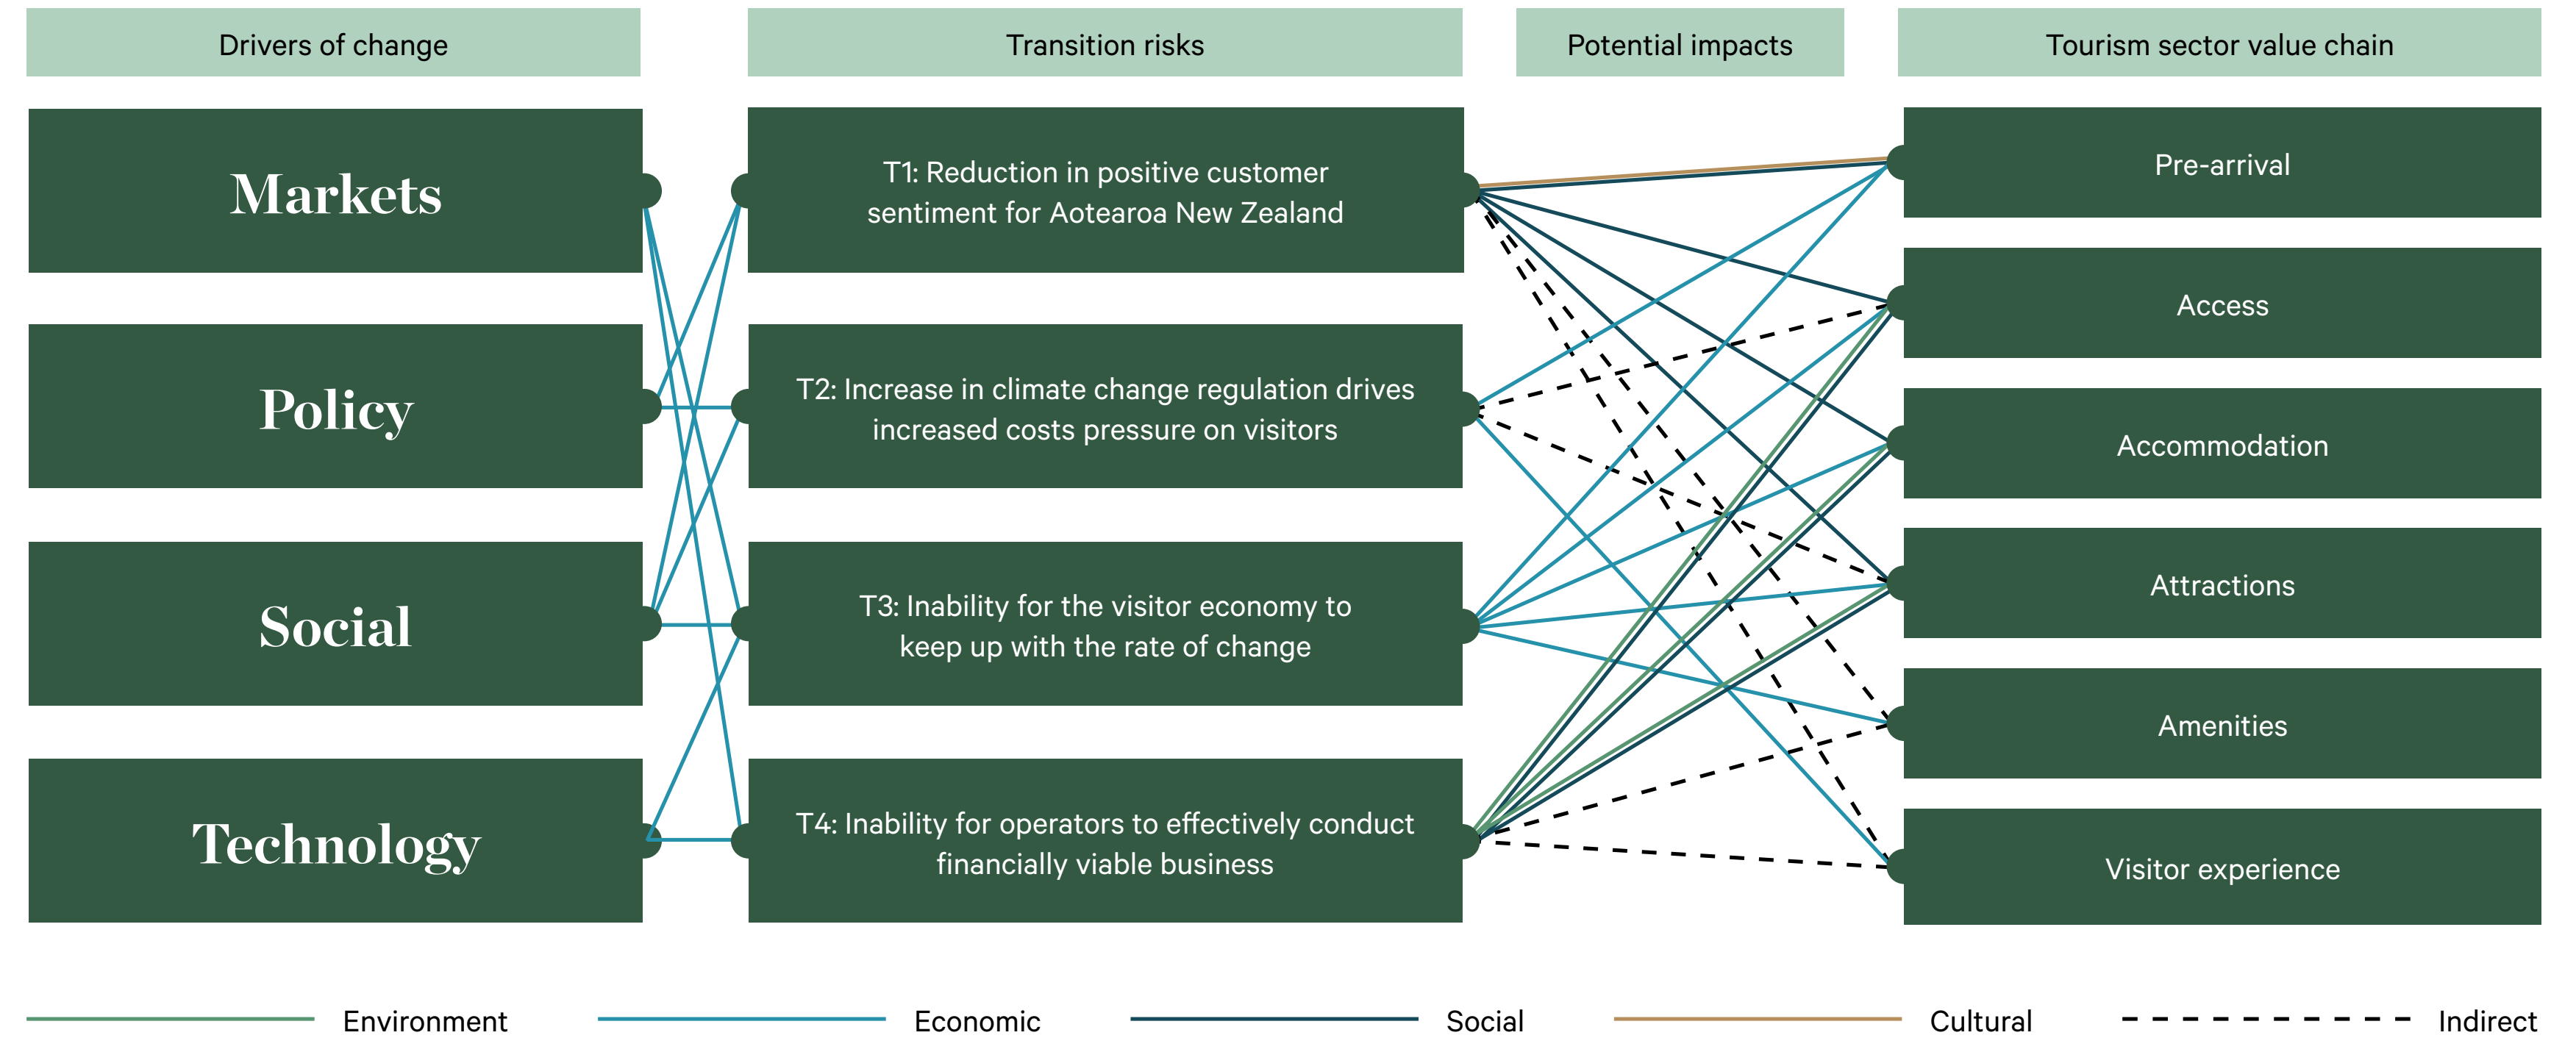 Drivers of change
Transition risks
Potential impacts
Tourism sector value chain
Markets
Policy
Social
Technology
T1: Reduction in positive customer
sentiment for Aotearoa New Zealand
T2: Increase in climate change regulation drives
increased costs pressure on visitors
T3: Inability for the visitor economy to
keep up with the rate of change
T4: Inability for operators to effectively conduct
financially viable business
Pre-arrival
Access
Accommodation
Attractions
Amenities
Visitor experience
Environment
Economic
Social
Cultural
Indirect